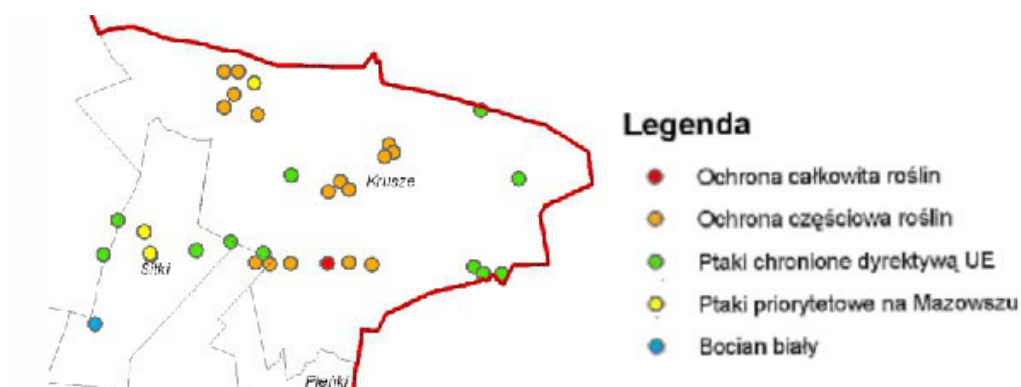 Krusze
Sitki
Pieńki
Legenda
Ochrona całkowita roślin
Ochrona częściowa roślin
Ptaki chronione dyrektywą UE
Ptaki priorytetowe na Mazowszu
Bocian biały